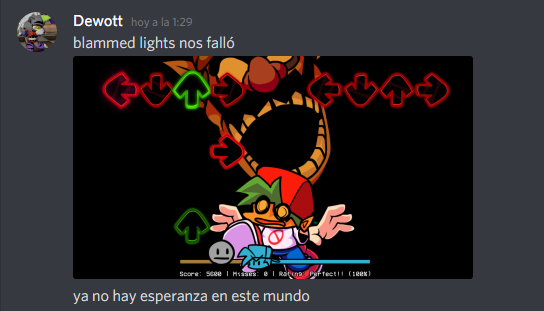 Dewott hoy a la 1:29
blammed lights nos falló
Score: 5600 | Misses: 0 | Rating: Perfect!! (100%)
ya no hay esperanza en este mundo